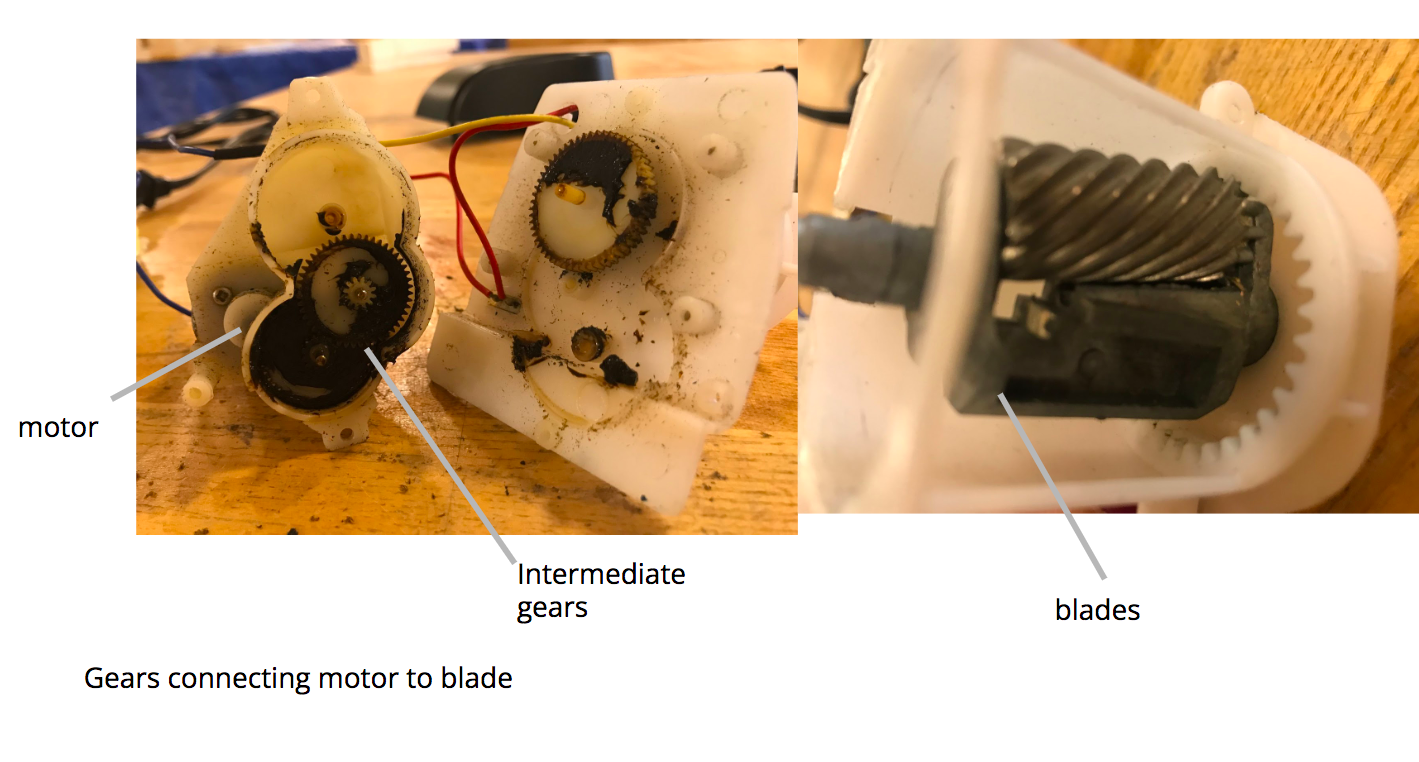 motor
Intermediate
gears
blades
Gears connecting motor to blade